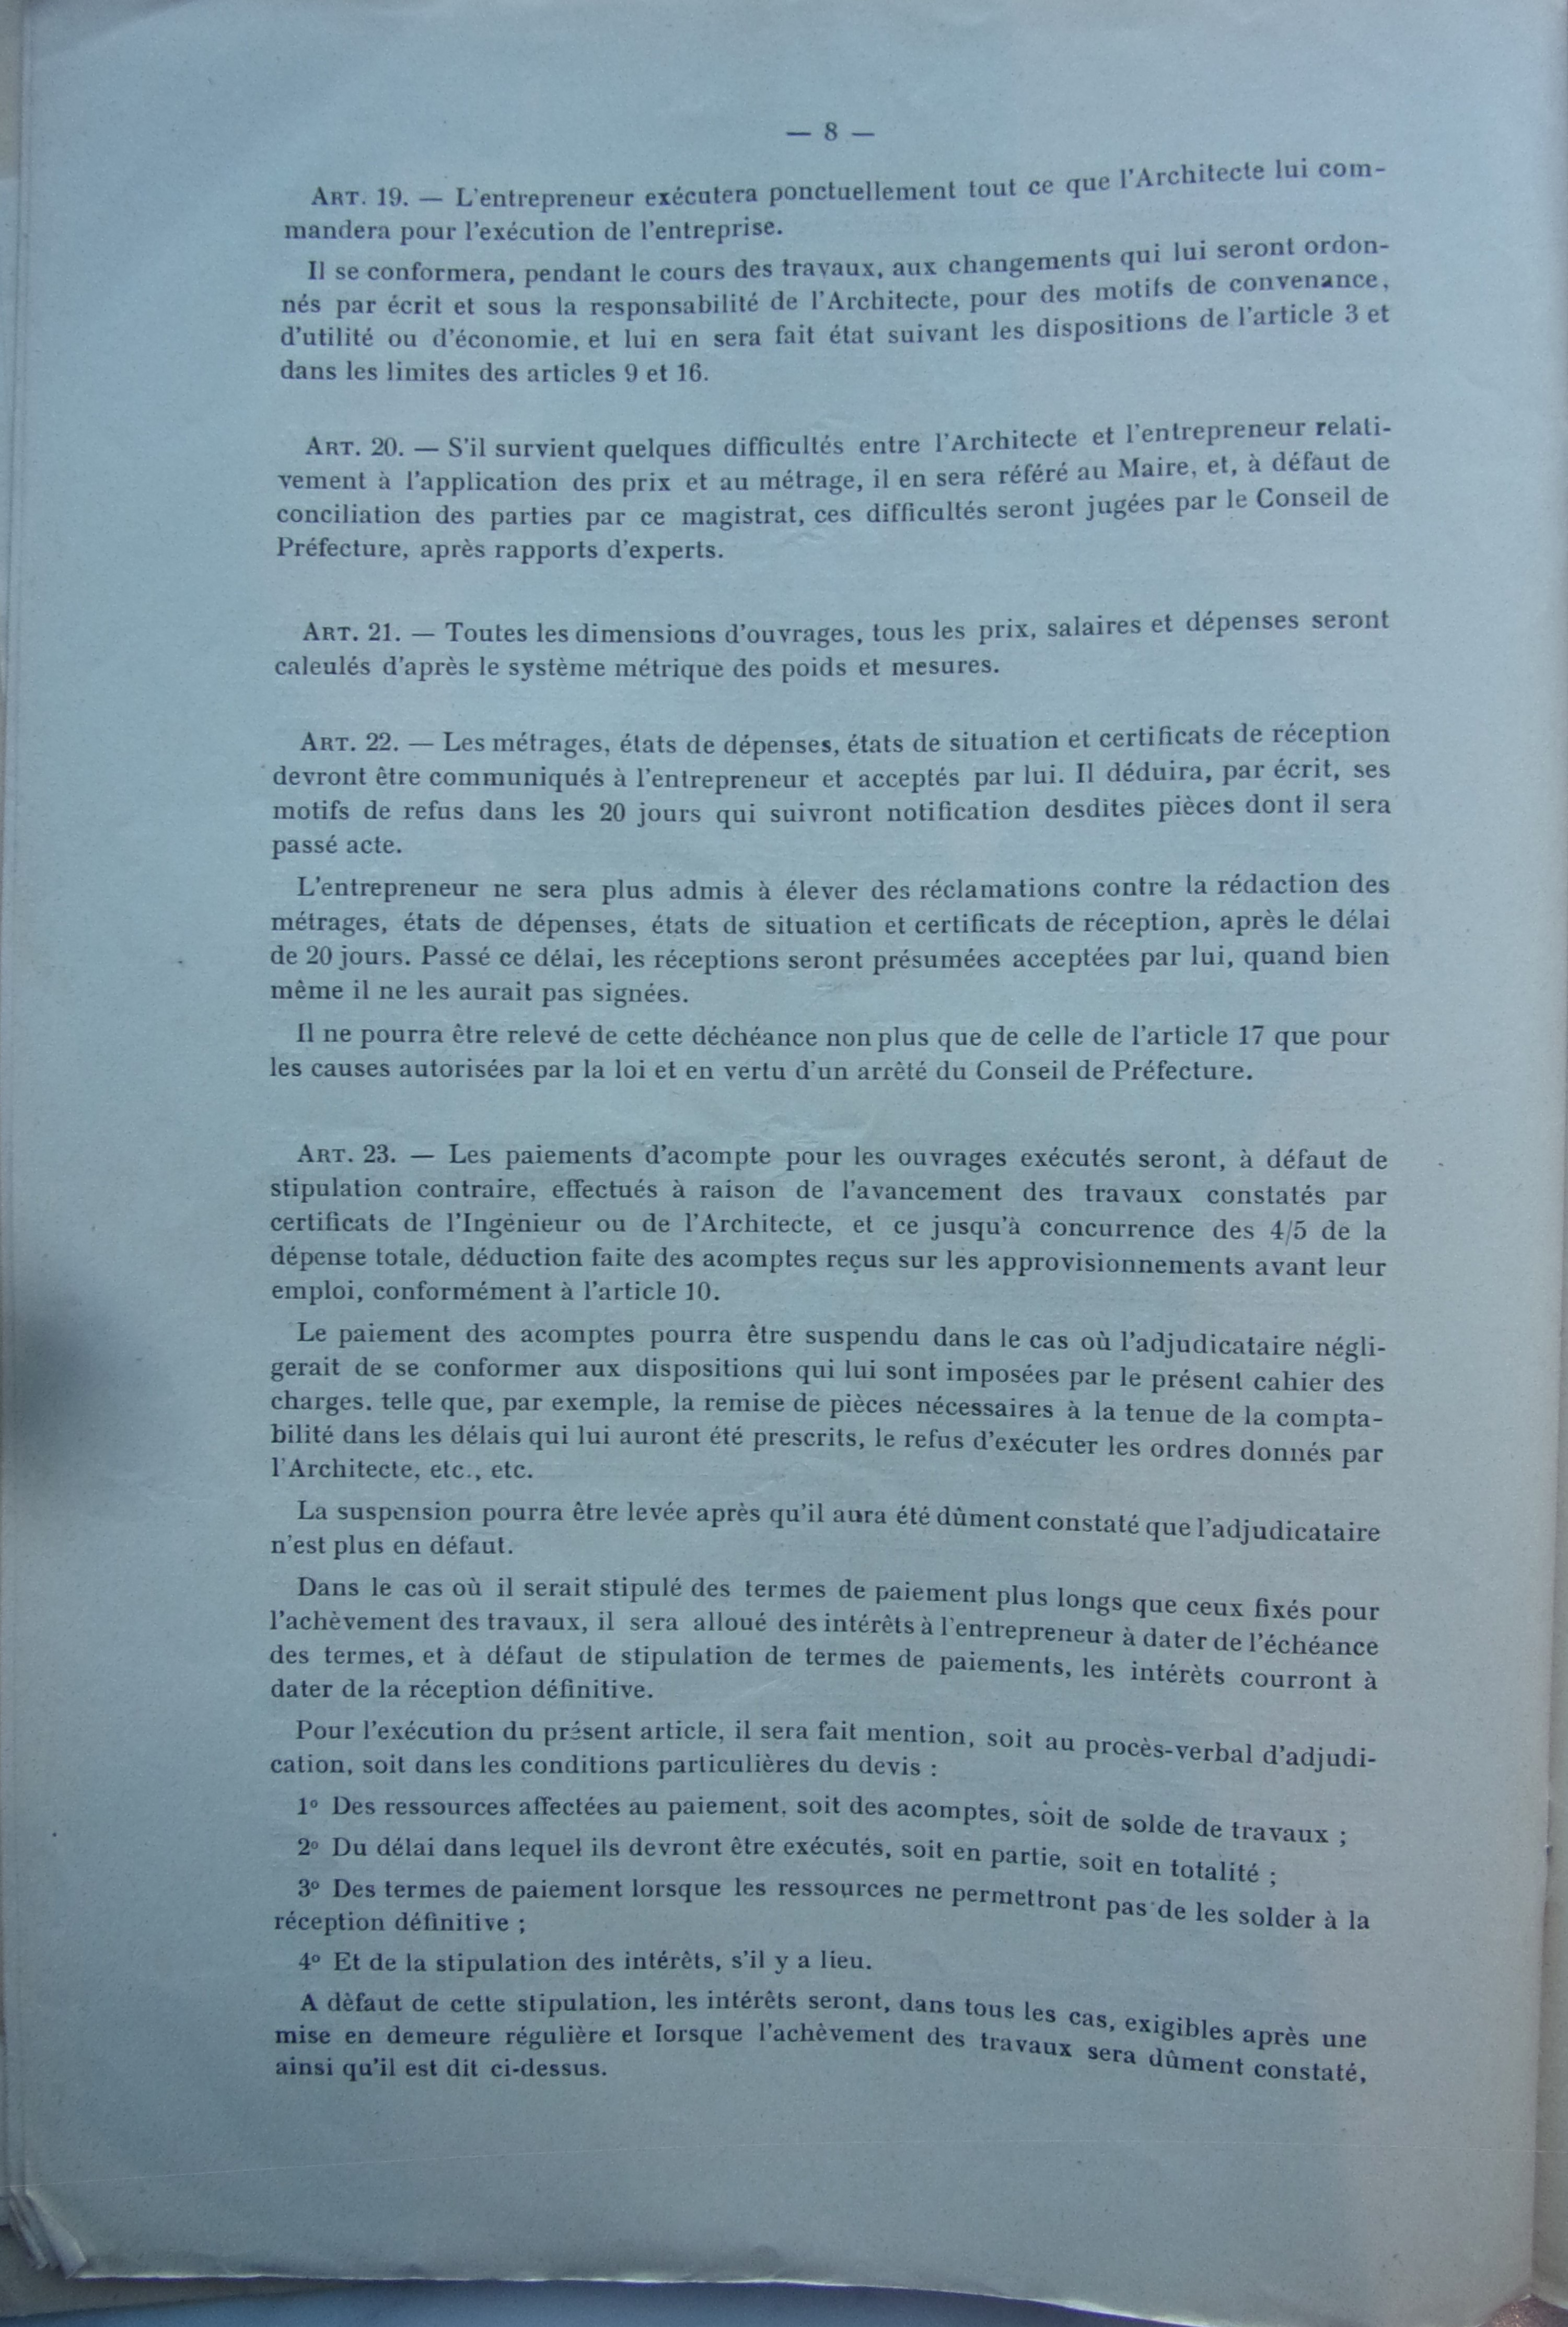 — 8 —
ART. 19. — L'entrepreneur exécutera ponctuellement tout ce que l'Architecte lui com-
mandera pour l'exécution de l'entreprise.
Il se conformera, pendant le cours des travaux, aux changements qui lui seront ordon-
nés par écrit et sous la responsabilité de l'Architecte, pour des motifs de convenance,
d'utilité ou d'économie, et lui en sera fait état suivant les dispositions de l'article 3 et
dans les limites des articles 9 et 16.
ART. 20. — S'il survient quelques difficultés entre l'Architecte et l'entrepreneur relati-
vement à l'application des prix et au métrage, il en sera référé au Maire, et, à défaut de
conciliation des parties par ce magistrat, ces difficultés seront jugées par le Conseil de
Préfecture, après rapports d'experts.
ART. 21. — Toutes les dimensions d'ouvrages, tous les prix, salaires et dépenses seront
caleulés d'après le système métrique des poids et mesures.
ART. 22. — Les métrages, états de dépenses, états de situation et certificats de réception
devront être communiqués à l'entrepreneur et acceptés par lui. Il déduira, par écrit, ses
motifs de refus dans les 20 jours qui suivront notification desdites pièces dont il sera
passé acte.
L'entrepreneur ne sera plus admis à élever des réclamations contre la rédaction des
métrages, états de dépenses, états de situation et certificats de réception, après le délai
de 20 jours. Passé ce délai, les réceptions seront présumées acceptées par lui, quand bien
même il ne les aurait pas signées.
Il ne pourra être relevé de cette déchéance non plus que de celle de l'article 17 que pour
les causes autorisées par la loi et en vertu d'un arrêté du Conseil de Préfecture.
ART. 23. — Les paiements d'acompte pour les ouvrages exécutés seront, à défaut de
stipulation contraire, effectués à raison de l'avancement des travaux constatés par
certificats de l'Ingénieur ou de l'Architecte, et ce jusqu'à concurrence des 4/5 de la
dépense totale, déduction faite des acomptes reçus sur les approvisionnements avant leur
emploi, conformément à l'article 10.
Le paiement des acomptes pourra être suspendu dans le cas où l'adjudicataire négli-
gerait de se conformer aux dispositions qui lui sont imposées par le présent cahier des
charges. telle que, par exemple, la remise de pièces nécessaires à la tenue de la compta-
bilité dans les délais qui lui auront été prescrits, le refus d'exécuter les ordres donnés par
l'Architecte, etc., etc.
La suspension pourra être levée après qu'il aura été dûment constaté que l'adjudicataire
n'est plus en défaut.
Dans le cas où il serait stipulé des termes de paiement plus longs que ceux fixés pour
l'achèvement des travaux, il sera alloué des intérêts à l'entrepreneur à dater de l'échéance
des termes, et à défaut de stipulation de termes de paiements, les intérèts courront à
dater de la réception définitive.
Pour l'exécution du présent article, il sera fait mention, soit au procès-verbal d'adjudi-
cation, soit dans les conditions particulières du devis :
1° Des ressources affectées au paiement, soit des acomptes, soit de solde de travaux ;
2° Du délai dans lequel ils devront être exécutés, soit en partie, soit en totalité ;
3° Des termes de paiement lorsque les ressources ne permettront pas de les solder à la
réception définitive ;
4° Et de la stipulation des intérêts, s'il y a lieu.
A dèfaut de cette stipulation, les intérêts seront, dans tous les cas, exigibles après une
mise en demeure régulière et lorsque l'achèvement des travaux sera dûment constaté,
ainsi qu'il est dit ci-dessus.